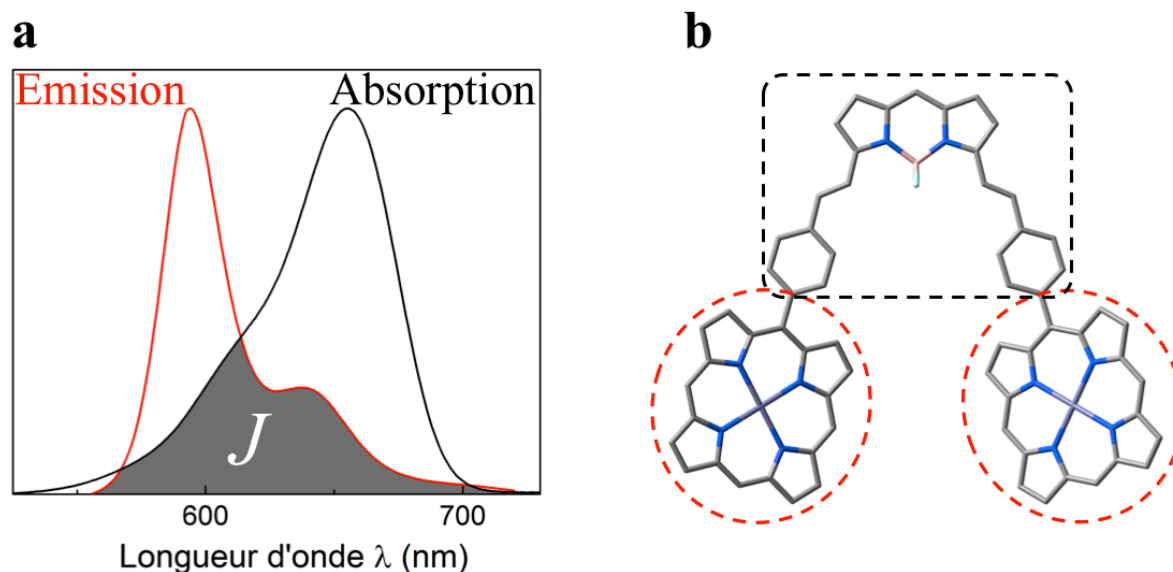 a
b
Emission
Absorption
J
600
700
Longueur d'onde λ (nm)